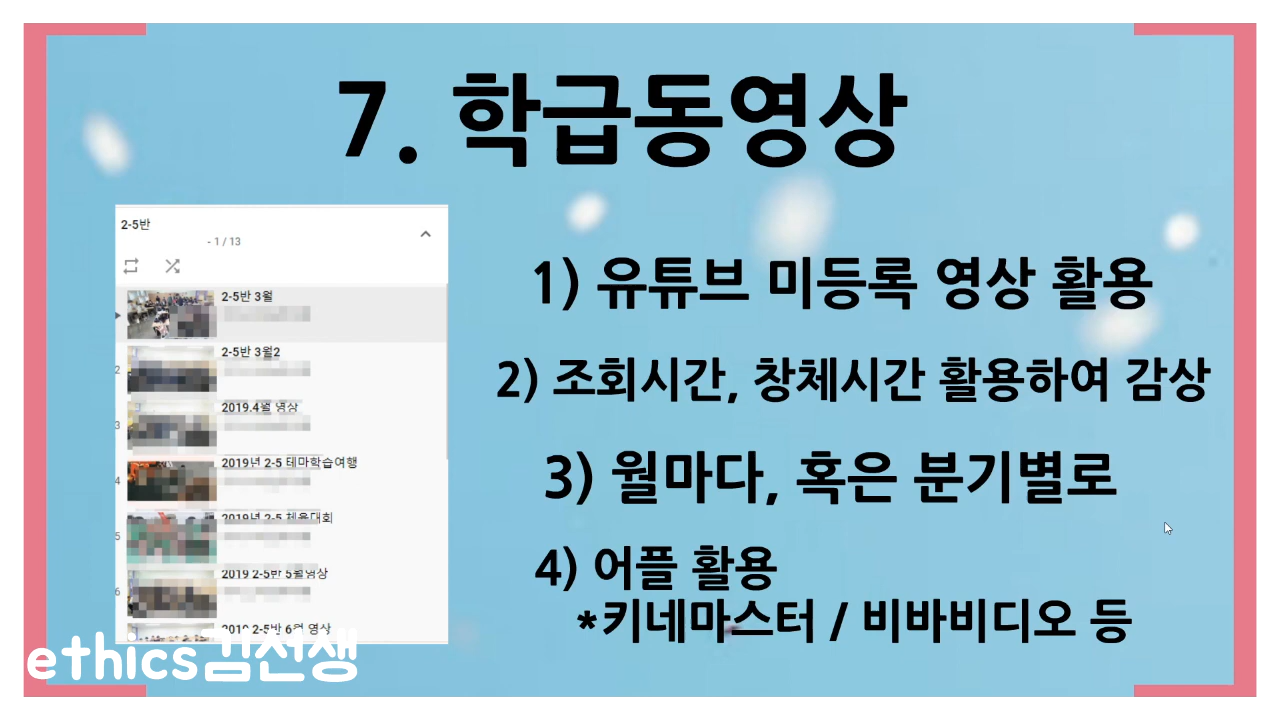 7. 학급동영상
2-5반
- 1 / 13
2-5반 3월
2
2-5반 3월2
3
2019.4월 영상
4
2019년 2-5 테마학습여행
5
2019년 2-5 체육대회
6
2019 2-5반 5월영상
2019 2-5반 6월 영상
1) 유튜브 미등록 영상 활용
2) 조회시간, 창체시간 활용하여 감상
3) 월마다, 혹은 분기별로
4) 어플 활용
*키네마스터 / 비바비디오 등
ethics김선생